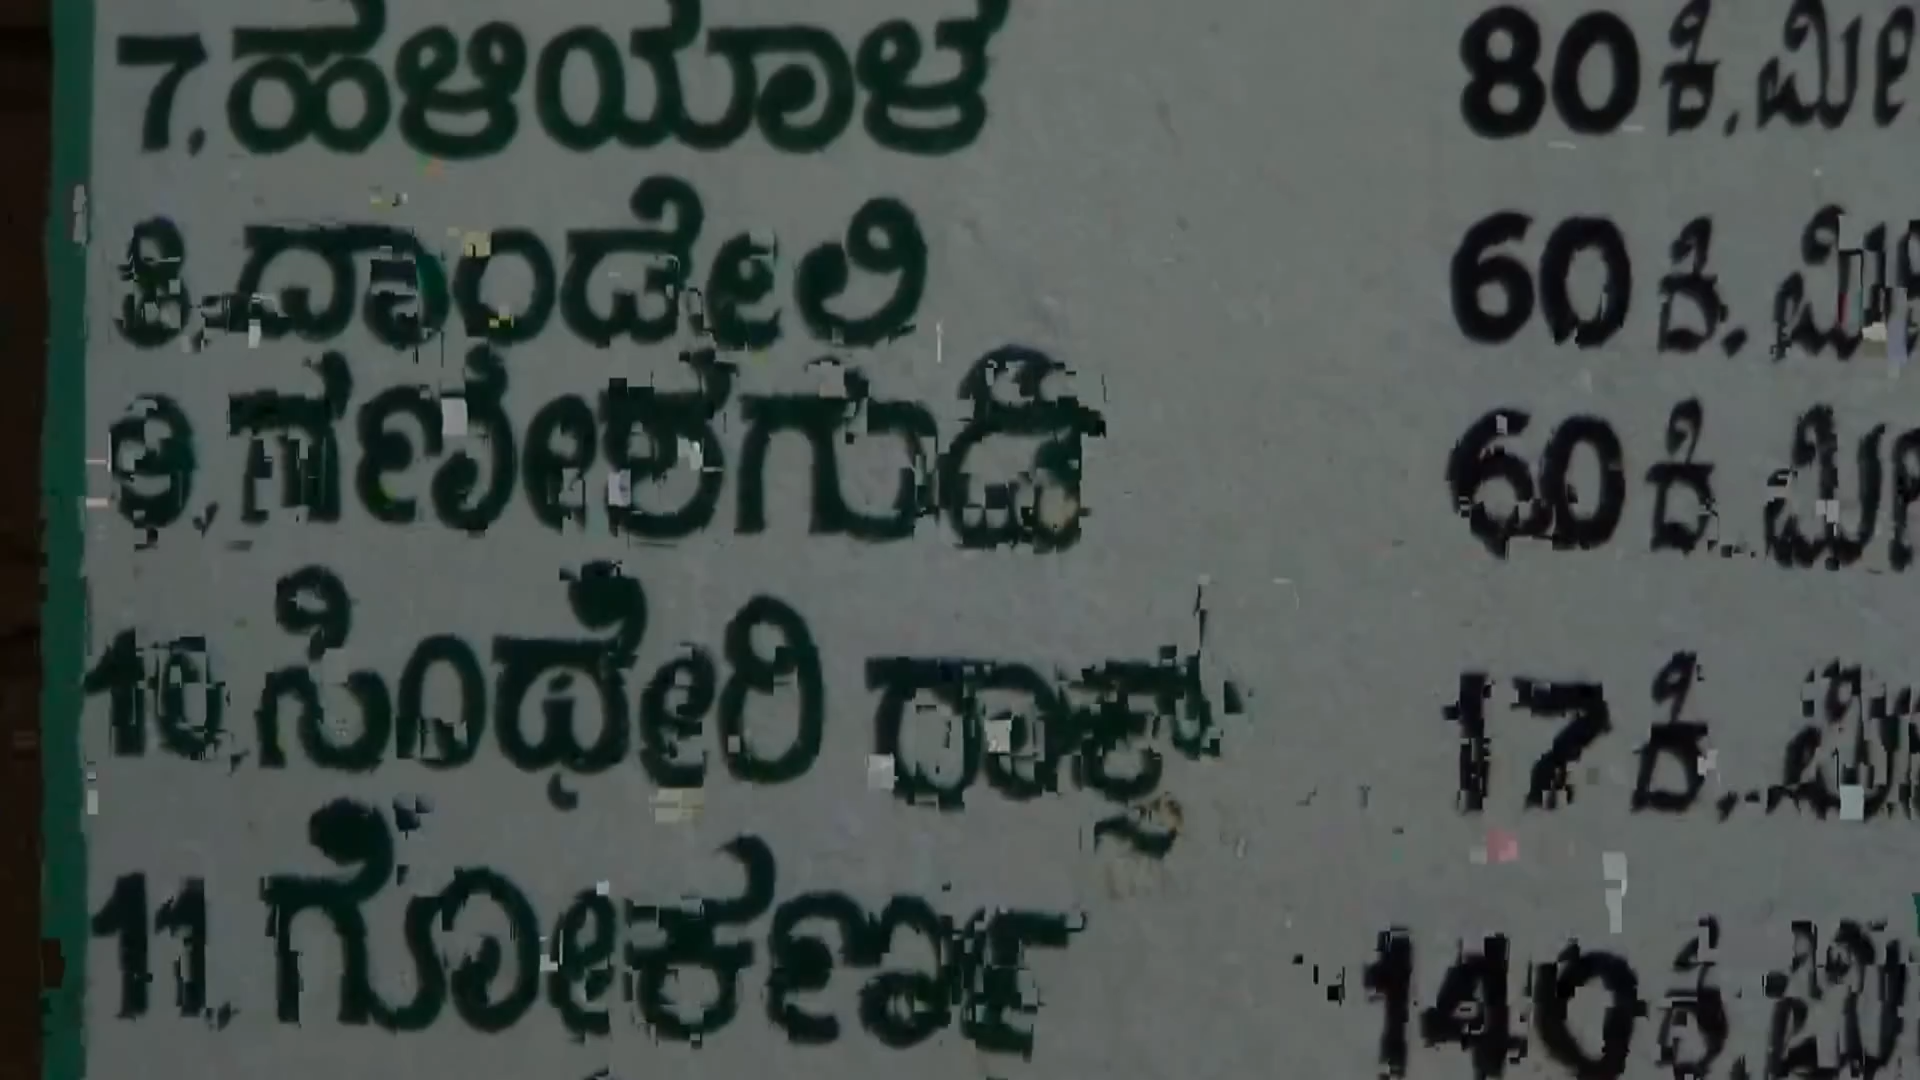 7. ಹಳಿಯಾಳ 80 ಕಿ.ಮೀ
8. ದಾಂಡೇಲಿ 60 ಕಿ.ಮೀ
9. ಗಣೇಶಗುಡಿ 60 ಕಿ.ಮೀ
10. ಸಿಂಥೇರಿ ರಾಕ್ಸ್ 17 ಕಿ.ಮೀ
11. ಗೋಕರ್ಣ 140 ಕಿ.ಮೀ